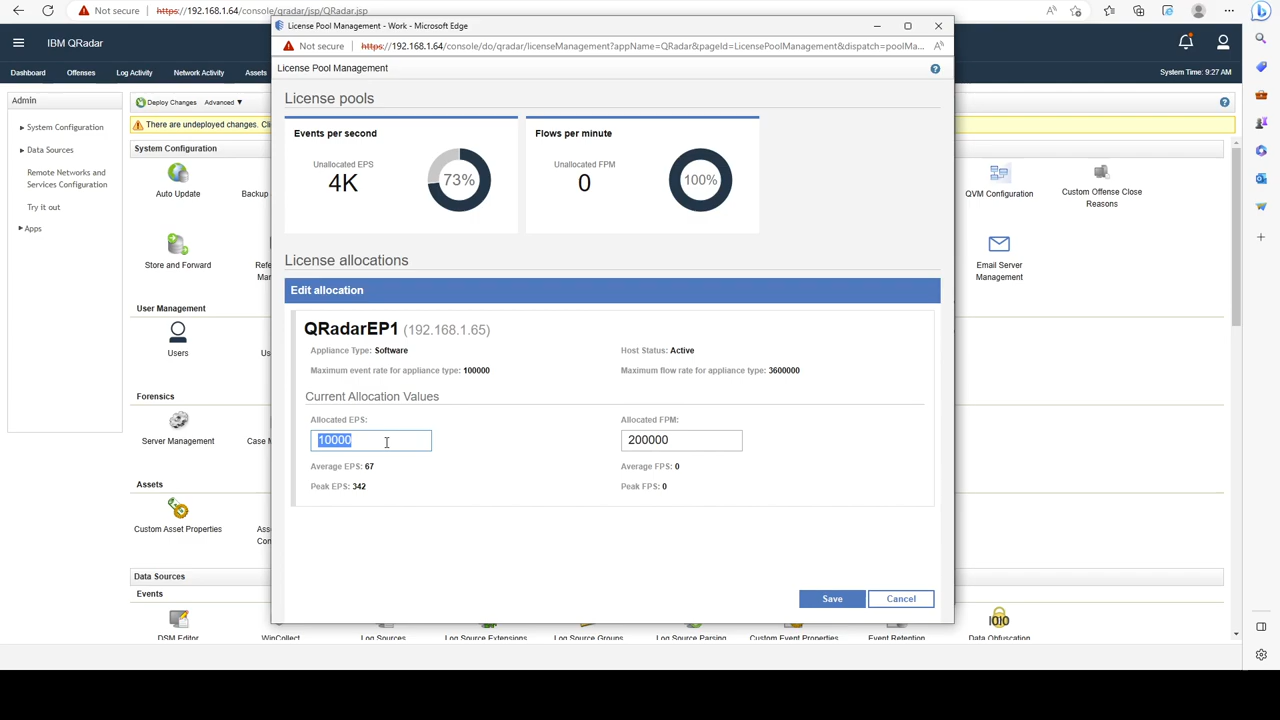 License Pool Management - Work - Microsoft Edge
Not secure | https://192.168.1.64/console/qradar/jsp/QRadar.jsp
Not secure | https://192.168.1.64/console/do/qradar/licenseManagement?appName=QRadar&pageId=LicensePoolManagement&dispatch=poolMa...
IBM QRadar
Dashboard Offenses Log Activity Network Activity Assets
System Time: 9:27 AM
Admin
System Configuration
Data Sources
Remote Networks and
Services Configuration
Try it out
Apps
Deploy Changes Advanced ▼
There are undeployed changes. Cli
System Configuration
Auto Update
Backup
Store and Forward
Refe
Mar
User Management
Users
Us
Forensics
Server Management
Case M
Assets
Custom Asset Properties
Ass
Con
Data Sources
Events
DSM Editor WinCollect Log Sources Log Source Extensions Log Source Groups Log Source Parsing Custom Event Properties Event Retention Data Obfuscation
QVM Configuration
Custom Offense Close
Reasons
Email Server
Management
License Pool Management
License pools
Events per second
Unallocated EPS
4K
73%
Flows per minute
Unallocated FPM
0
100%
License allocations
Edit allocation
QRadarEP1 (192.168.1.65)
Appliance Type: Software
Host Status: Active
Maximum event rate for appliance type: 100000
Maximum flow rate for appliance type: 3600000
Current Allocation Values
Allocated EPS:
Allocated FPM:
10000
200000
Average EPS: 67
Average FPS: 0
Peak EPS: 342
Peak FPS: 0
Save
Cancel